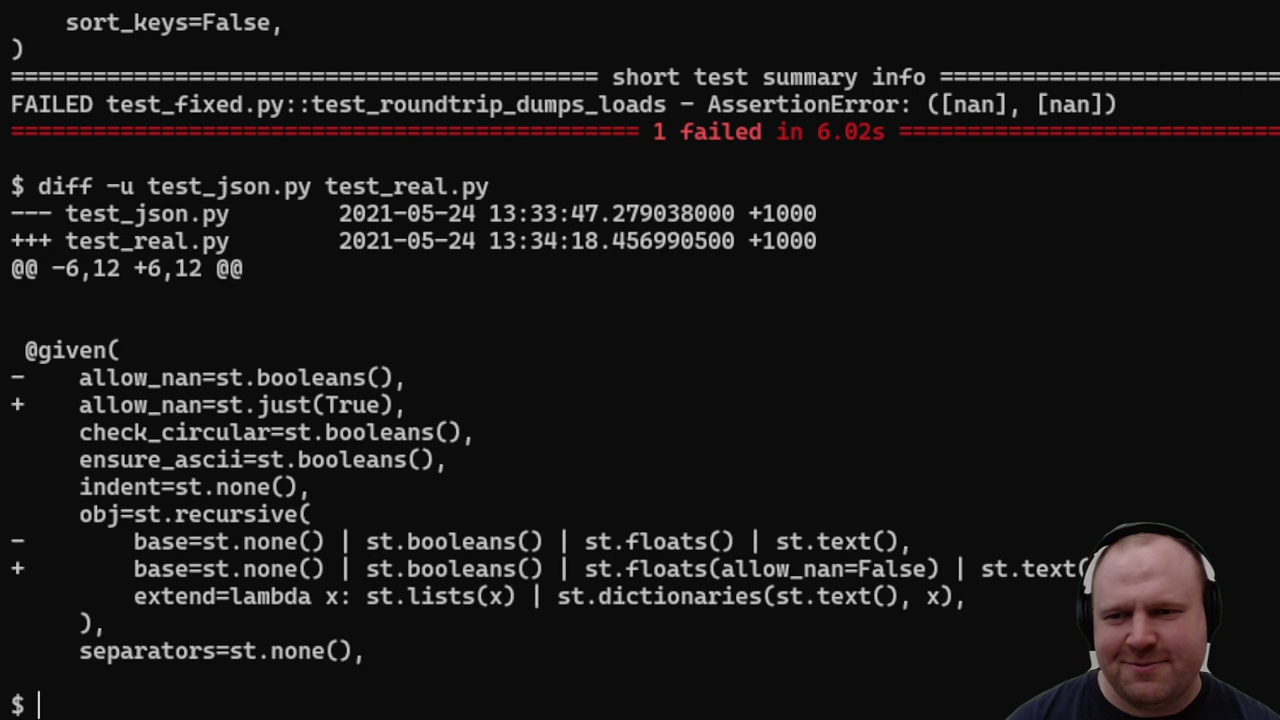 sort_keys=False,
)
=========================================== short test summary info =========================
FAILED test_fixed.py::test_roundtrip_dumps_loads - AssertionError: ([nan], [nan])
============================================== 1 failed in 6.02s ============================
$ diff -u test_json.py test_real.py
--- test_json.py 2021-05-24 13:33:47.279038000 +1000
+++ test_real.py 2021-05-24 13:34:18.456990500 +1000
@@ -6,12 +6,12 @@
@given(
- allow_nan=st.booleans(),
+ allow_nan=st.just(True),
check_circular=st.booleans(),
ensure_ascii=st.booleans(),
indent=st.none(),
obj=st.recursive(
- base=st.none() | st.booleans() | st.floats() | st.text(),
+ base=st.none() | st.booleans() | st.floats(allow_nan=False) | st.text(
extend=lambda x: st.lists(x) | st.dictionaries(st.text(), x),
),
separators=st.none(),
$